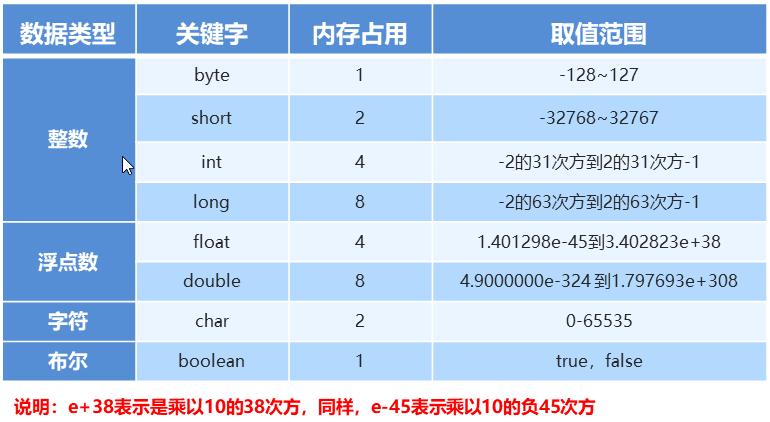 数据类型 关键字 内存占用 取值范围
整数 byte 1 -128~127
short 2 -32768~32767
int 4 -2的31次方到2的31次方-1
long 8 -2的63次方到2的63次方-1
浮点数 float 4 1.401298e-45到3.402823e+38
double 8 4.9000000e-324 到1.797693e+308
字符 char 2 0-65535
布尔 boolean 1 true，false
说明：e+38表示是乘以10的38次方，同样，e-45表示乘以10的负45次方